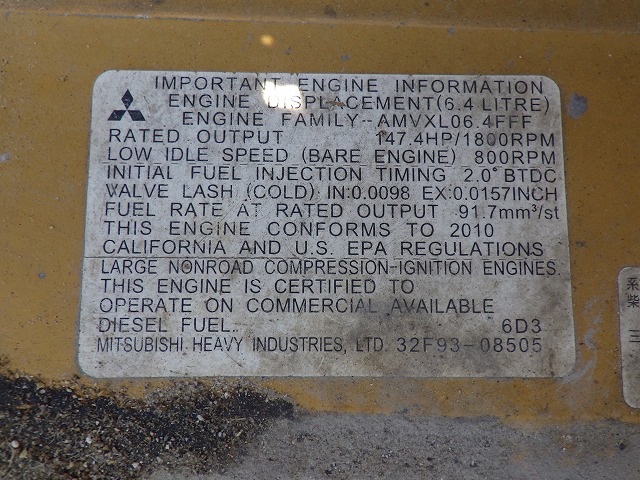 IMPORTANT ENGINE INFORMATION
ENGINE DISPLACEMENT(6.4 LITRE)
ENGINE FAMILY--AMVXL06.4FFF
RATED OUTPUT 147.4HP/1800RPM
LOW IDLE SPEED (BARE ENGINE) 800RPM
INITIAL FUEL INJECTION TIMING 2.0°BTDC
VALVE LASH (COLD) IN:0.0098 EX:0.0157INCH
FUEL RATE AT RATED OUTPUT 91.7mm³/st
THIS ENGINE CONFORMS TO 2010
CALIFORNIA AND U.S. EPA REGULATIONS
LARGE NONROAD COMPRESSION-IGNITION ENGINES.
THIS ENGINE IS CERTIFIED TO
OPERATE ON COMMERCIAL AVAILABLE
DIESEL FUEL. 6D3
MITSUBISHI HEAVY INDUSTRIES, LTD. 32F93-08505
系
柴
三